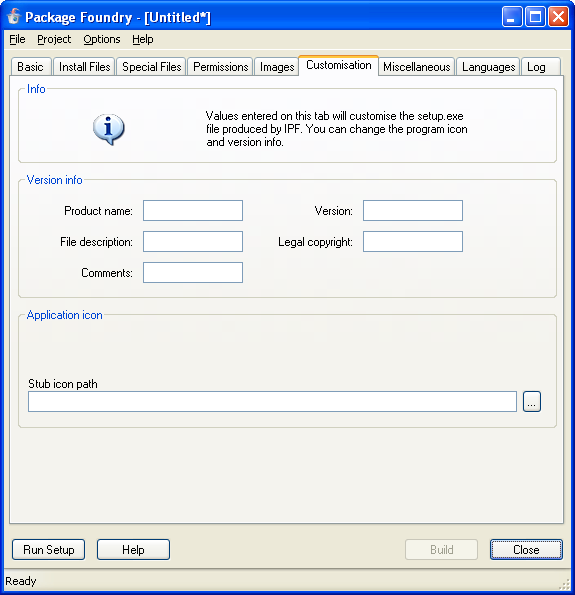 Package Foundry - [Untitled*]
File Project Options Help
Basic Install Files Special Files Permissions Images Customisation Miscellaneous Languages Log
Info
Values entered on this tab will customise the setup.exe
file produced by IPF. You can change the program icon
and version info.
Version info
Product name: Version:
File description: Legal copyright:
Comments:
Application icon
Stub icon path
...
Run Setup Help Build Close
Ready